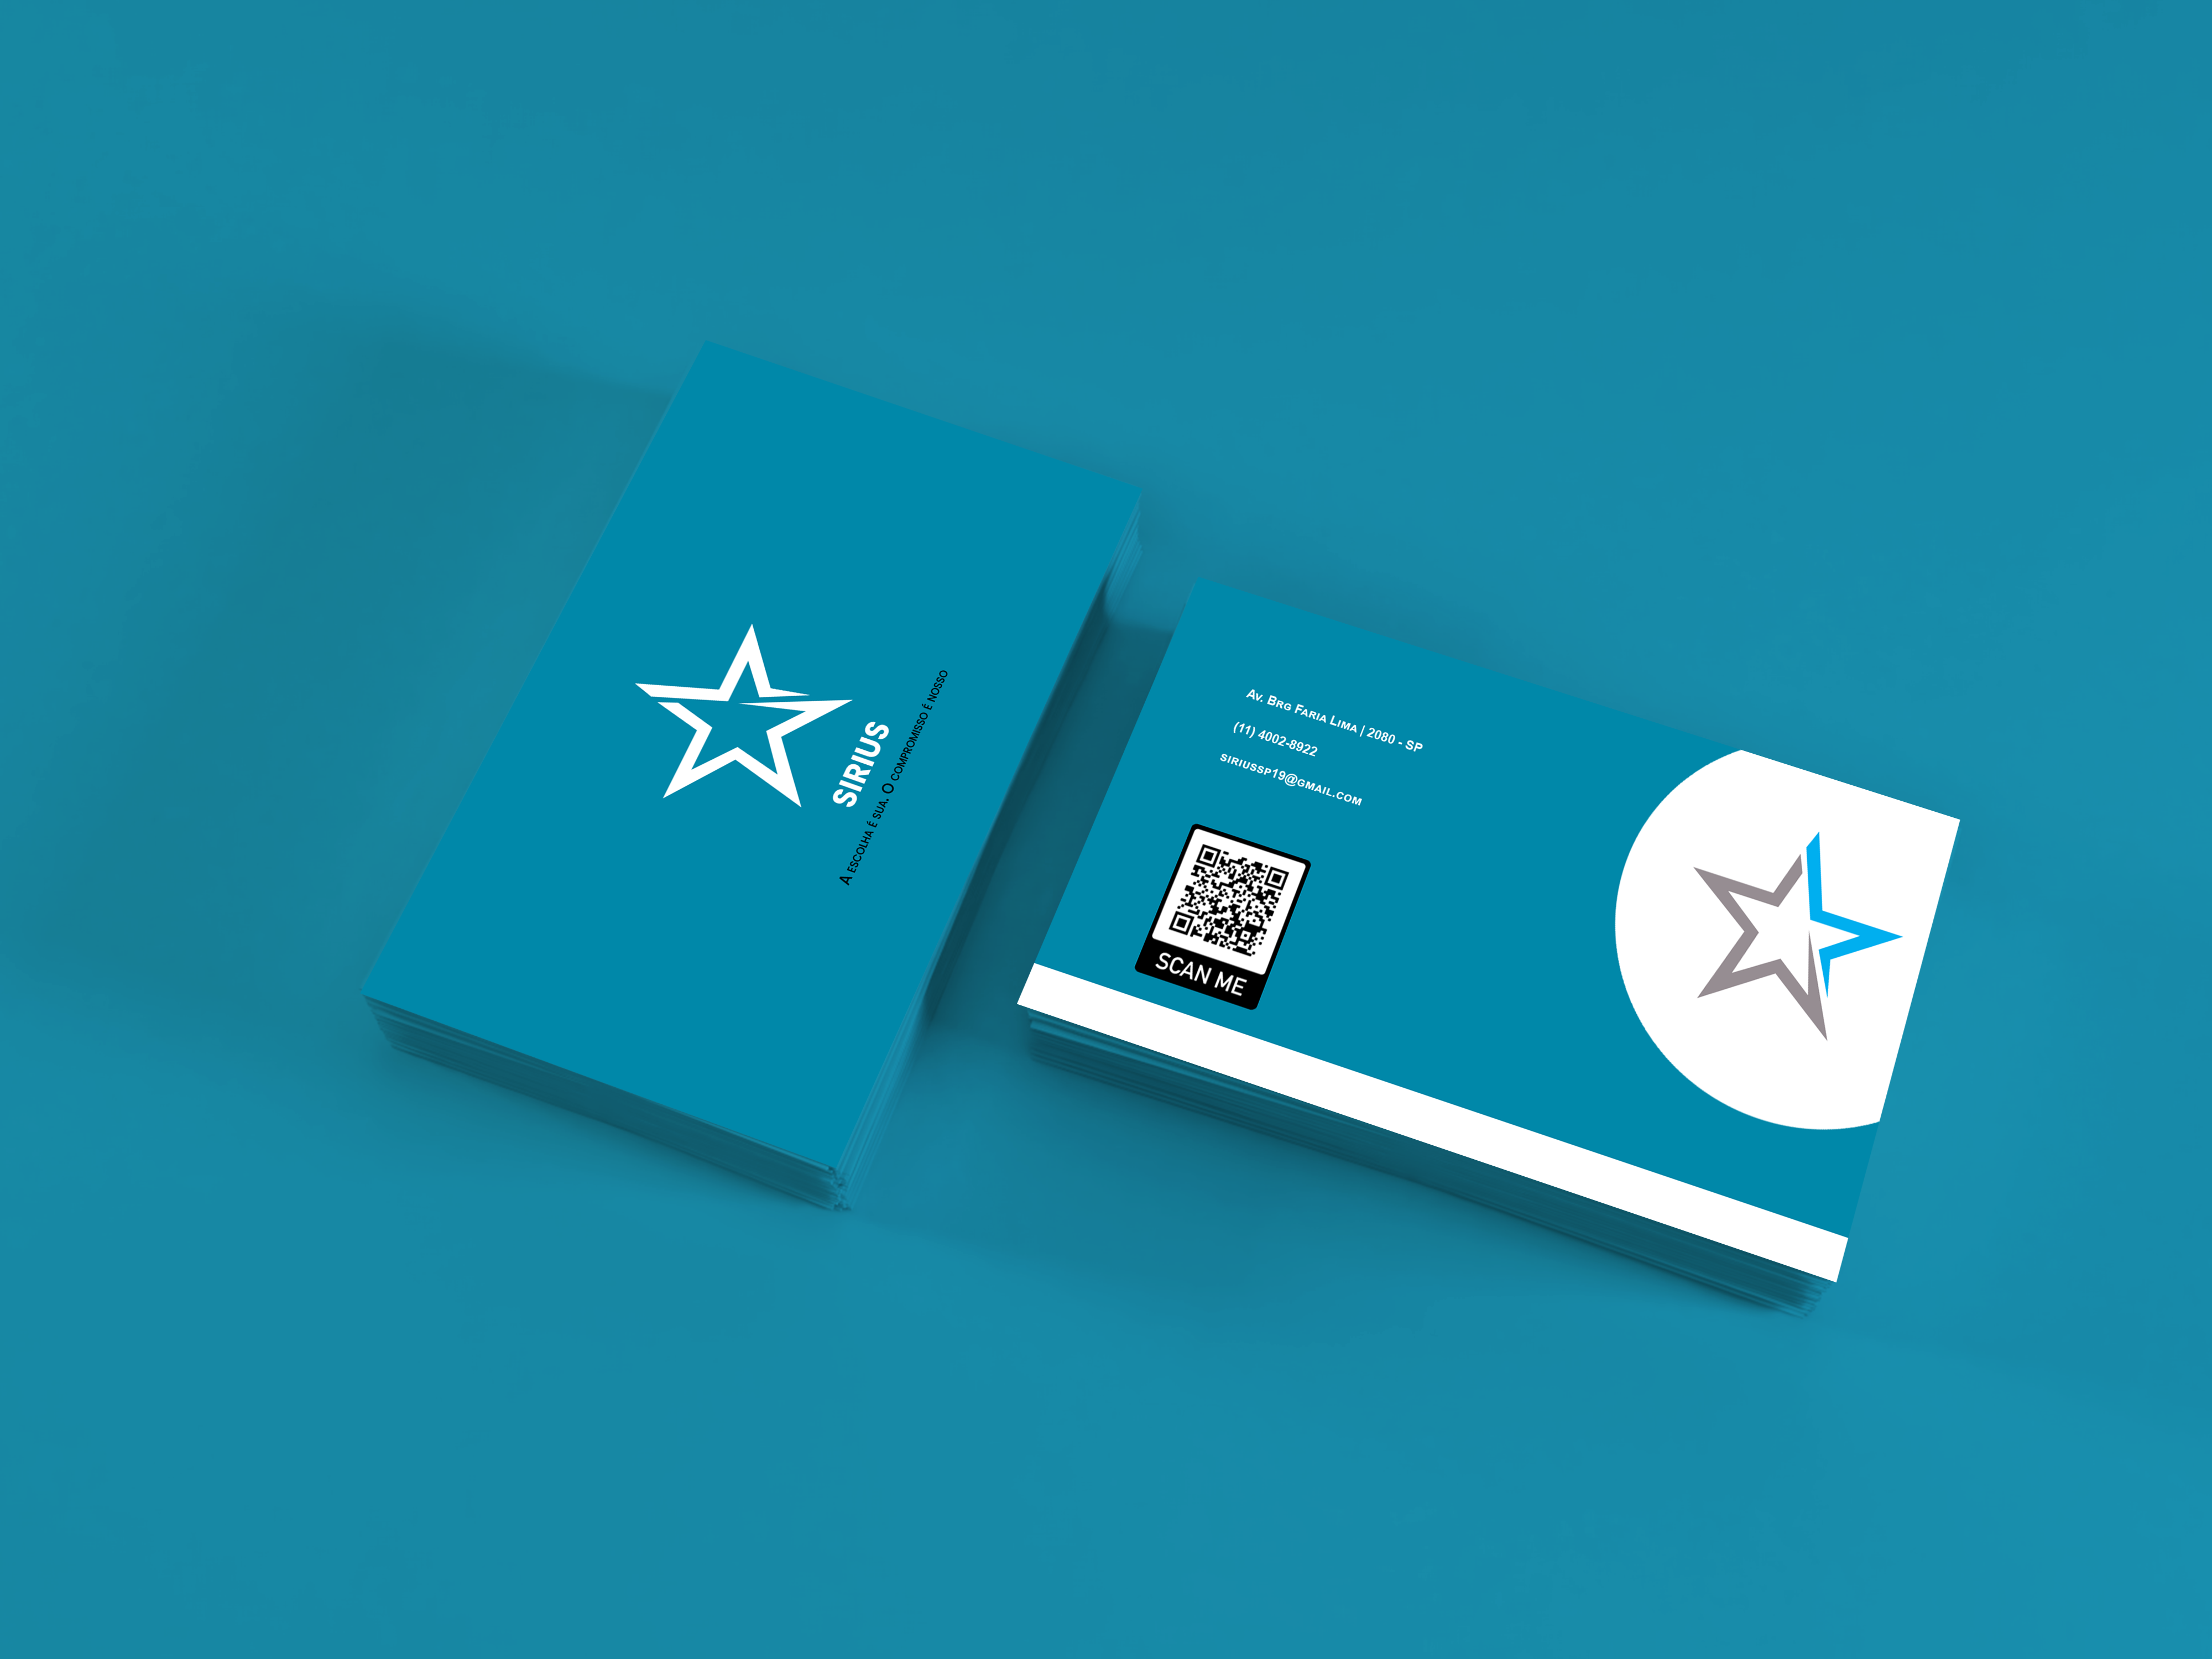 SIRIUS
A ESCOLHA É SUA. O COMPROMISSO É NOSSO
AV. BRG FARIA LIMA | 2080 - SP
(11) 4002-8922
SIRIUSSP19@GMAIL.COM
SCAN ME